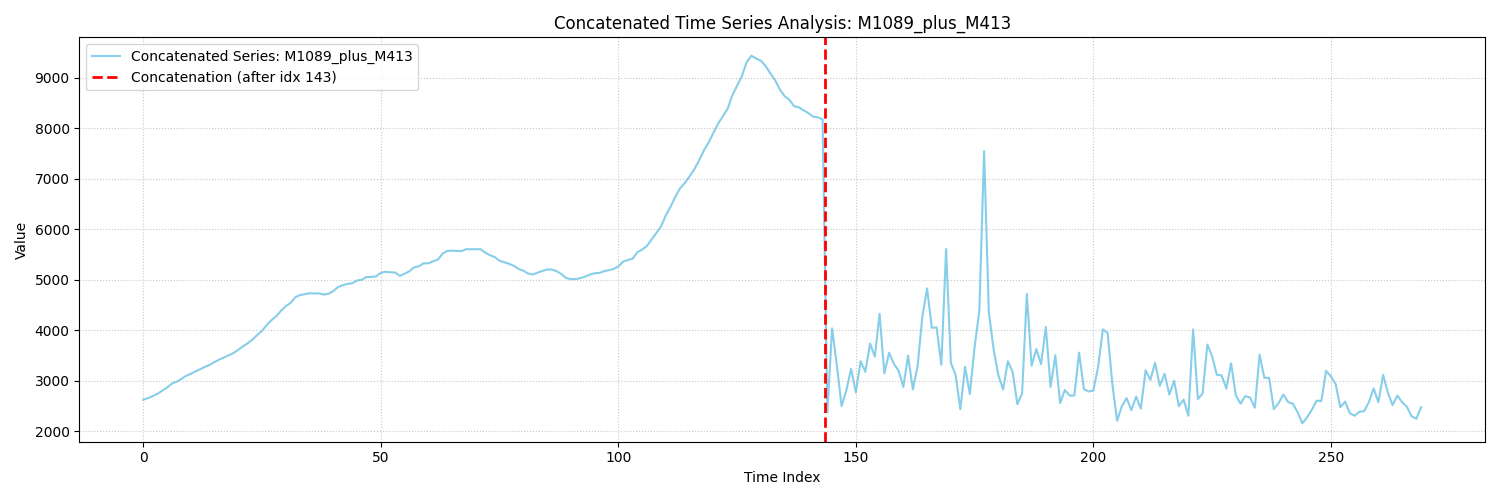 Concatenated Time Series Analysis: M1089_plus_M413
Concatenated Series: M1089_plus_M413
Concatenation (after idx 143)
Value
9000
8000
7000
6000
5000
4000
3000
2000
0
50
100
150
200
250
Time Index